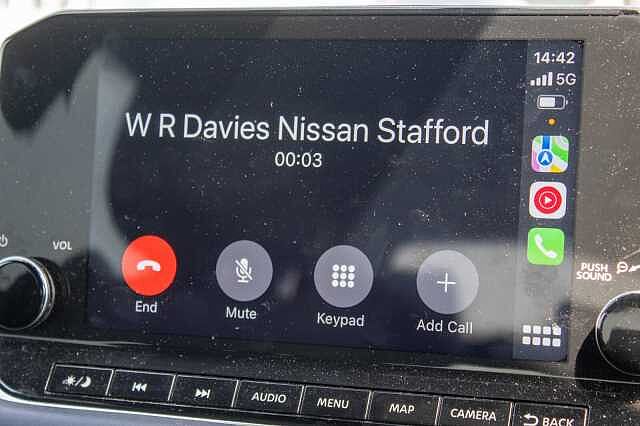 14:42
5G
W R Davies Nissan Stafford
00:03
End
Mute
Keypad
Add Call
VOL
PUSH
SOUND
AUDIO
MENU
MAP
CAMERA
BACK